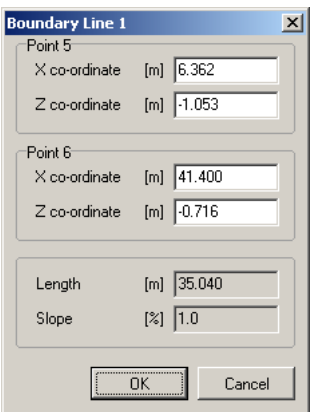 Boundary Line 1
Point 5
X co-ordinate [m] 6.362
Z co-ordinate [m] -1.053
Point 6
X co-ordinate [m] 41.400
Z co-ordinate [m] -0.716
Length [m] 35.040
Slope [%] 1.0
OK Cancel